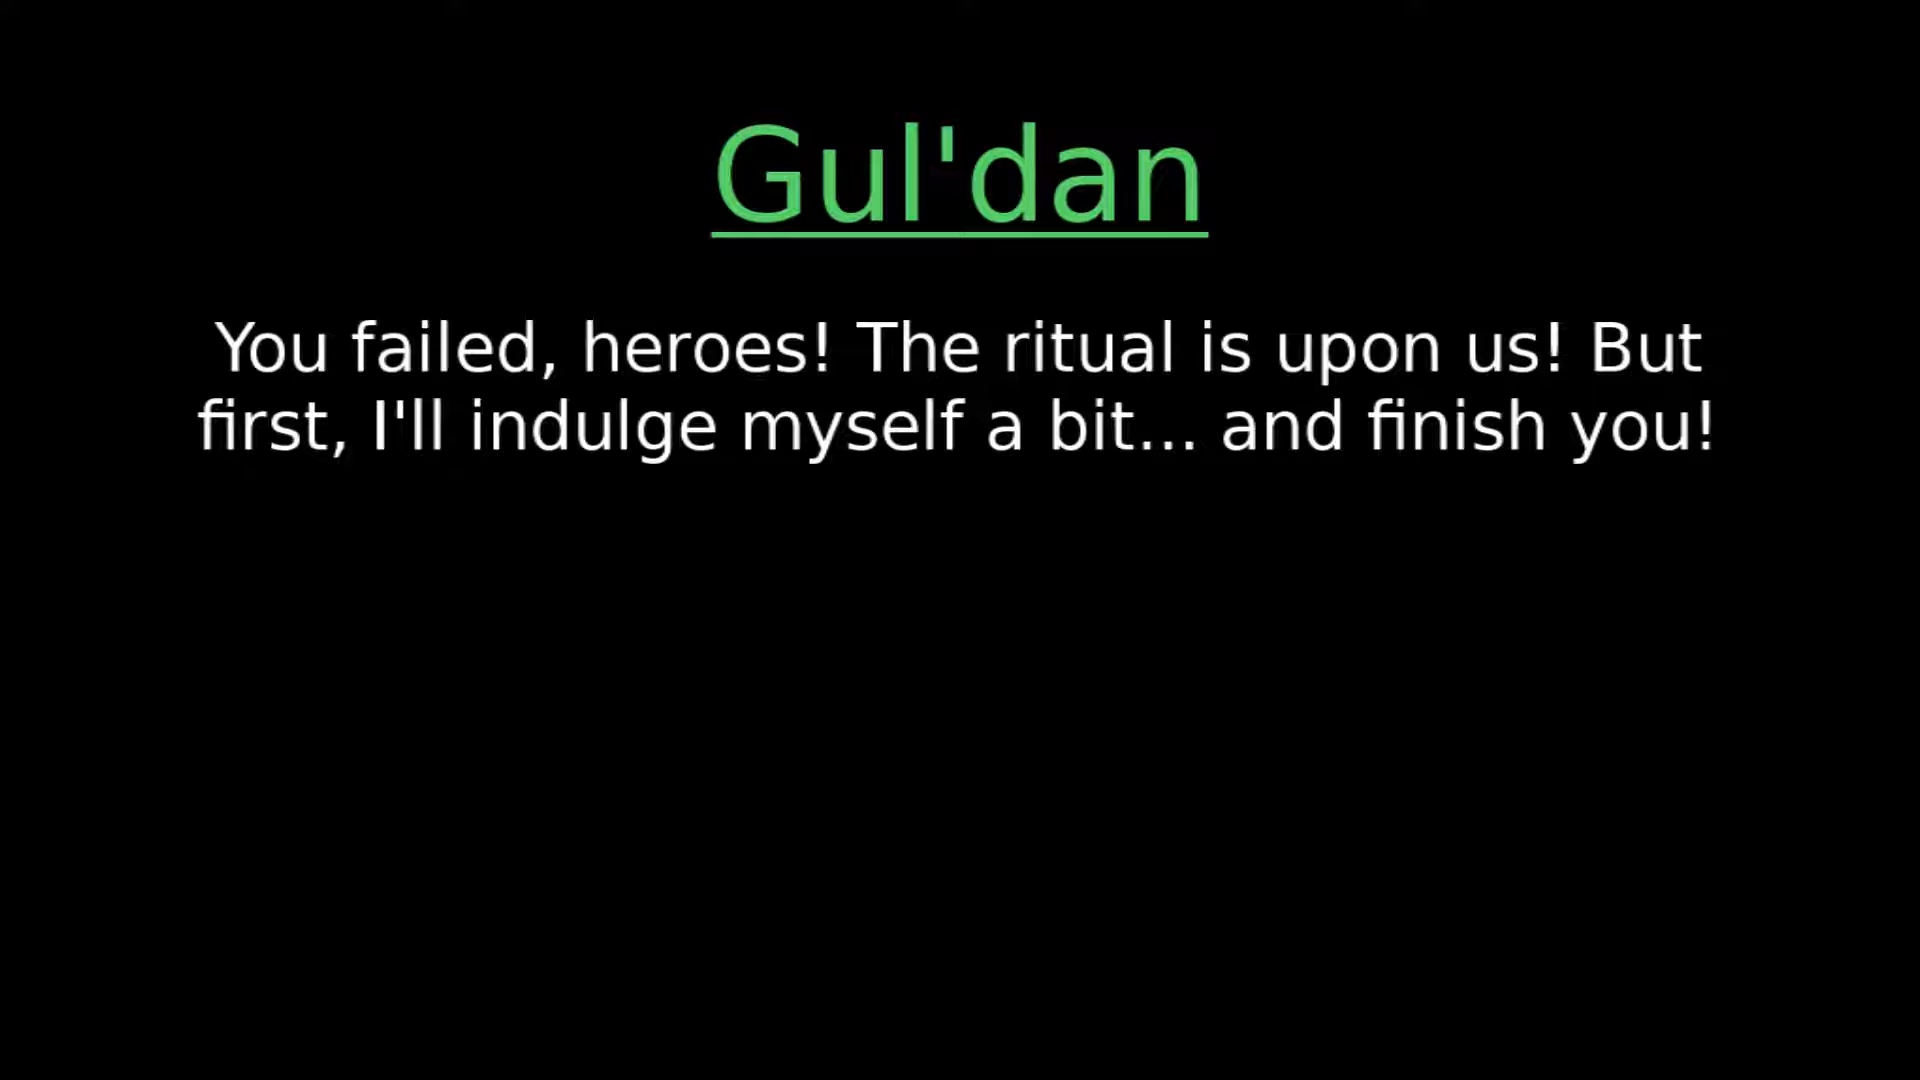 Gul'dan
You failed, heroes! The ritual is upon us! But
first, I'll indulge myself a bit... and finish you!